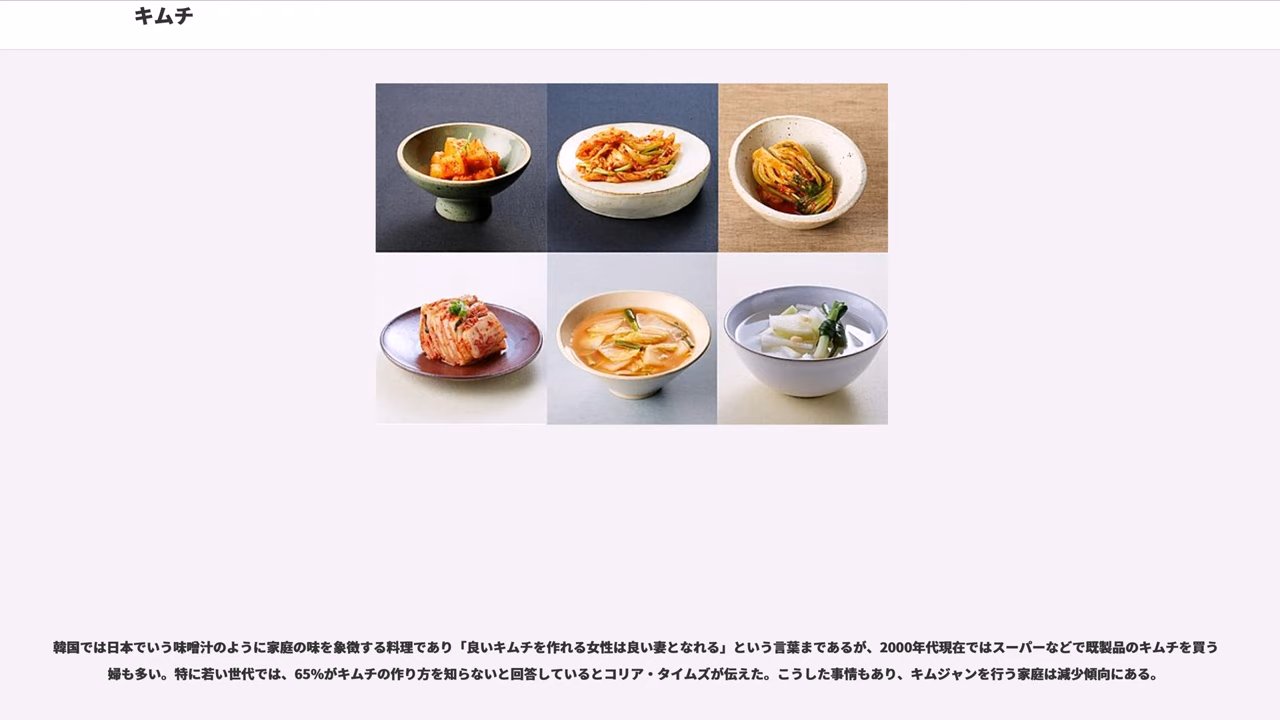 キムチ
韓国では日本でいう味噌汁のように家庭の味を象徴する料理であり「良いキムチを作れる女性は良い妻となれる」という言葉まであるが、2000年代現在ではスーパーなどで既製品のキムチを買う
婦も多い。特に若い世代では、65%がキムチの作り方を知らないと回答しているとコリア・タイムズが伝えた。こうした事情もあり、キムジャンを行う家庭は減少傾向にある。